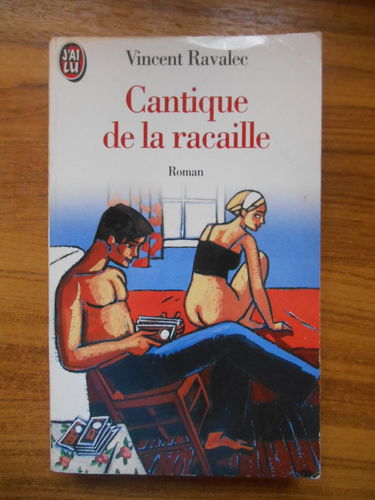 J'AI
LU
Vincent Ravalec
Cantique
de la racaille
Roman